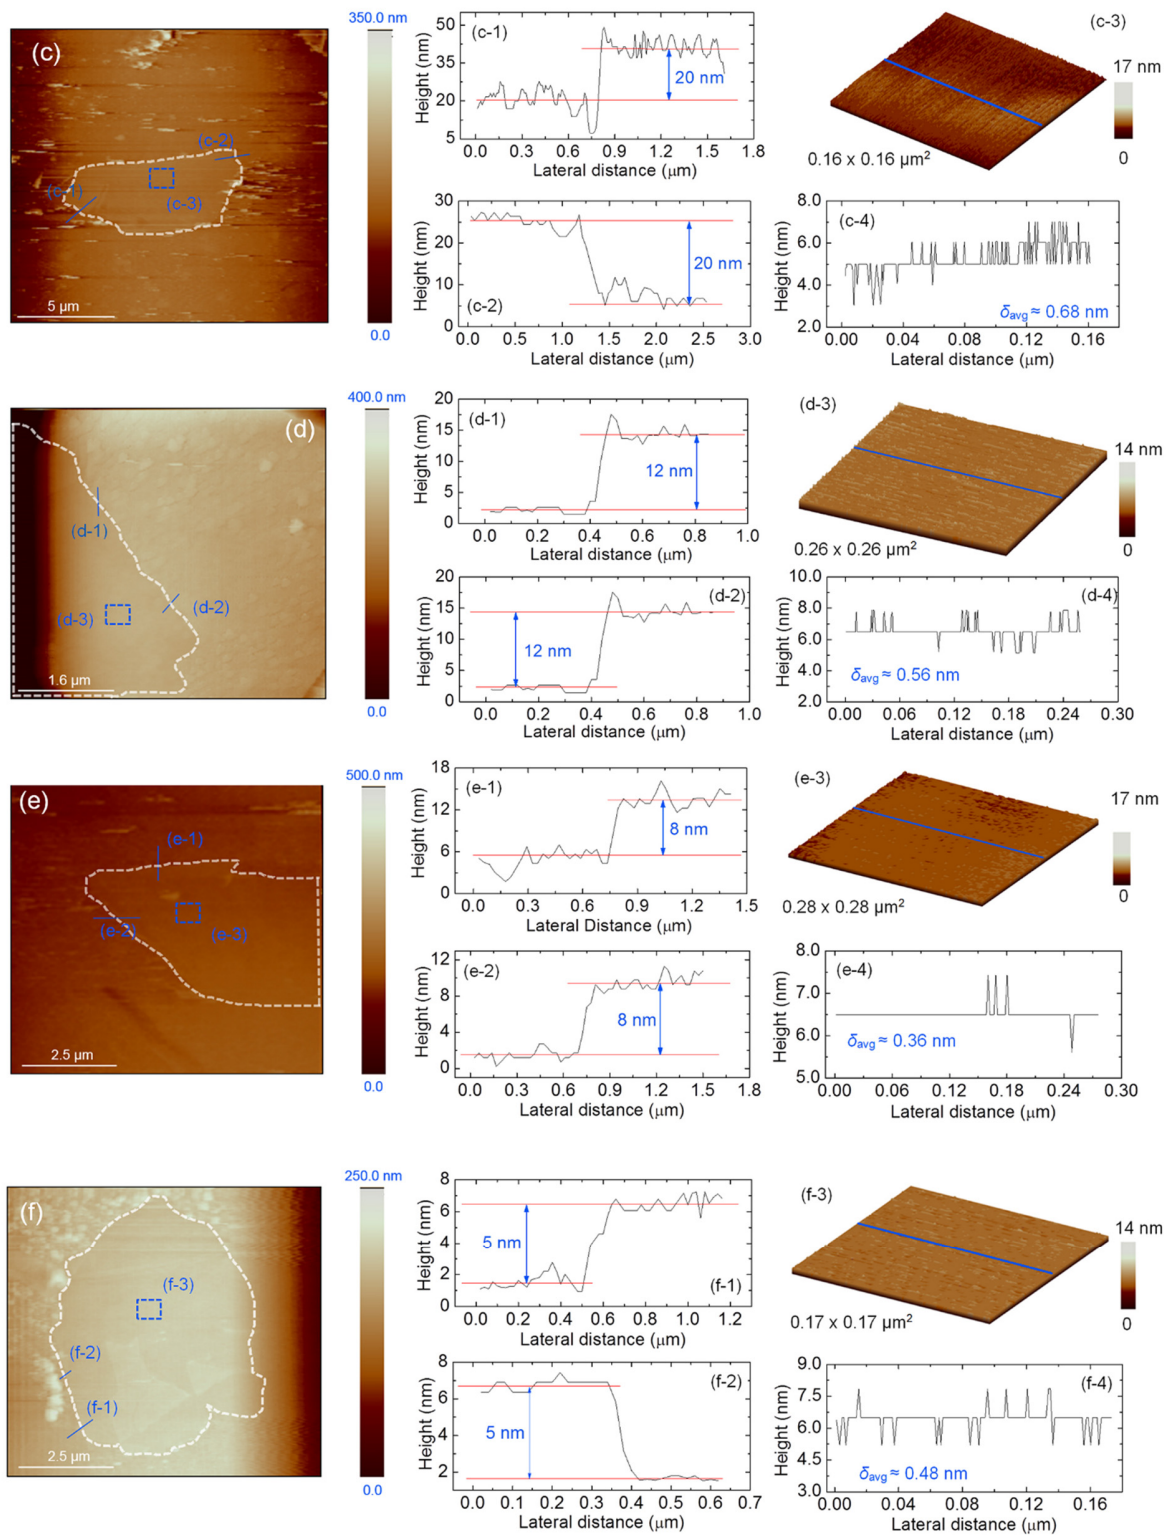 (c)
(c-2)
(c-1)
(c-3)
5 µm
350.0 nm
0.0
(c-1)
50
35
20
5
Height (nm)
20 nm
0.0 0.3 0.6 0.9 1.2 1.5 1.8
Lateral distance (µm)
(c-3)
17 nm
0
0.16 x 0.16 µm²
30
20
10
0
Height (nm)
20 nm
(c-2)
0.0 0.5 1.0 1.5 2.0 2.5 3.0
Lateral distance (µm)
8.0
6.0
4.0
2.0
Height (nm)
(c-4)
δavg ≈ 0.68 nm
0.00 0.04 0.08 0.12 0.16
Lateral distance (µm)
(d)
(d-1)
(d-2)
(d-3)
1.6 µm
400.0 nm
0.0
20
15
10
5
0
Height (nm)
(d-1)
12 nm
0.0 0.2 0.4 0.6 0.8 1.0
Lateral distance (µm)
(d-3)
14 nm
0
0.26 x 0.26 µm²
20
15
10
5
0
Height (nm)
(d-2)
12 nm
0.0 0.2 0.4 0.6 0.8 1.0
Lateral distance (µm)
10.0
8.0
6.0
4.0
2.0
Height (nm)
(d-4)
δavg ≈ 0.56 nm
0.00 0.06 0.12 0.18 0.24 0.30
Lateral distance (µm)
(e)
(e-1)
(e-2)
(e-3)
2.5 µm
500.0 nm
0.0
18
15
12
9
6
3
0
Height (nm)
(e-1)
8 nm
0.0 0.3 0.6 0.9 1.2 1.5
Lateral Distance (µm)
(e-3)
17 nm
0
0.28 x 0.28 µm²
12
8
4
0
Height (nm)
(e-2)
8 nm
0.0 0.3 0.6 0.9 1.2 1.5 1.8
Lateral distance (µm)
8.0
7.0
6.0
5.0
Height (nm)
(e-4)
δavg ≈ 0.36 nm
0.00 0.06 0.12 0.18 0.24 0.30
Lateral distance (µm)
(f)
(f-3)
(f-2)
(f-1)
2.5 µm
250.0 nm
0.0
8
6
4
2
0
Height (nm)
5 nm
(f-1)
0.0 0.2 0.4 0.6 0.8 1.0 1.2
Lateral distance (µm)
(f-3)
14 nm
0
0.17 x 0.17 µm²
8
6
4
2
Height (nm)
(f-2)
5 nm
0.0 0.1 0.2 0.3 0.4 0.5 0.6 0.7
Lateral distance (µm)
9.0
7.5
6.0
4.5
3.0
Height (nm)
(f-4)
δavg ≈ 0.48 nm
0.00 0.04 0.08 0.12 0.16
Lateral distance (µm)